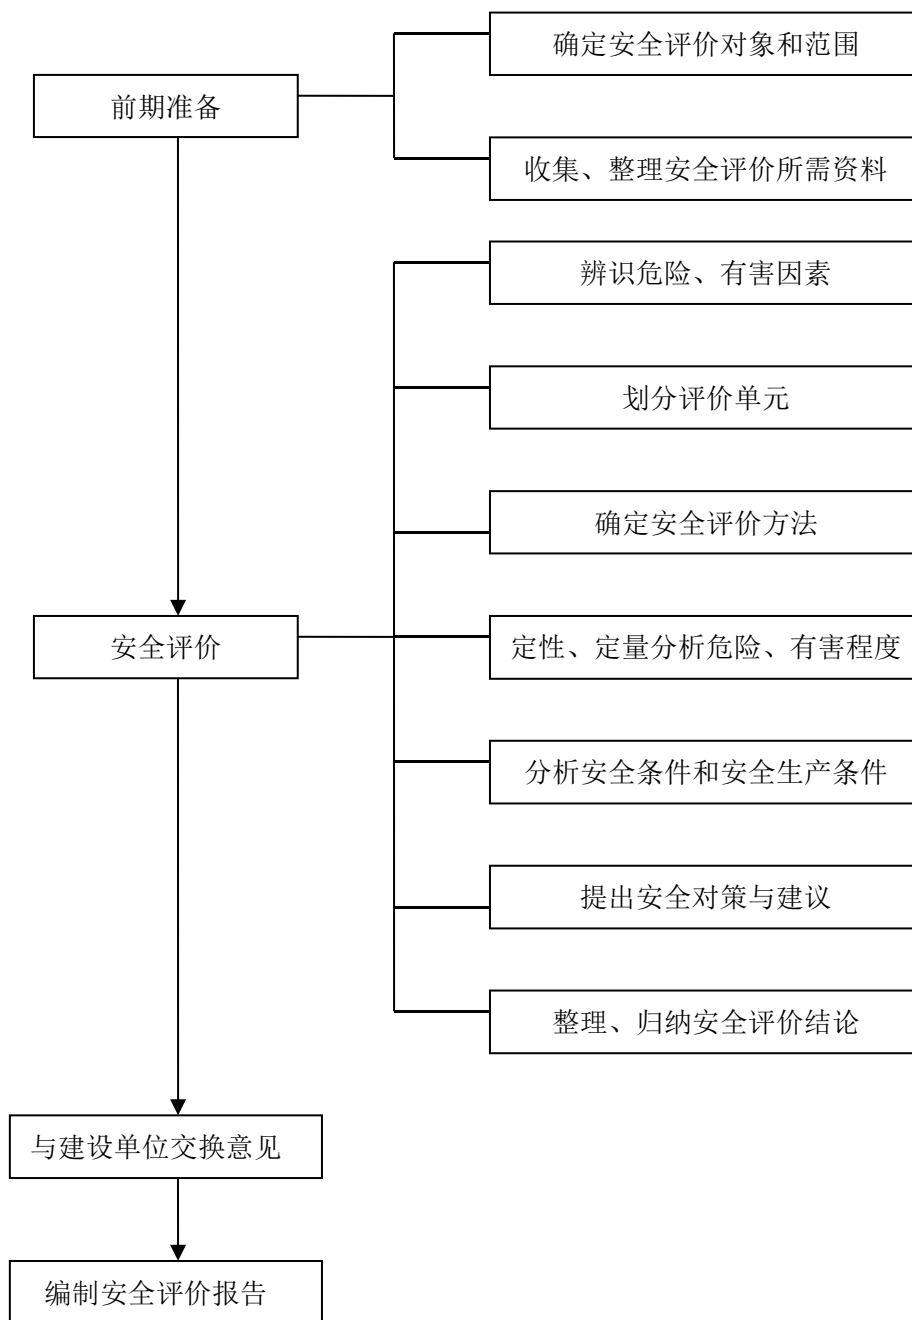 确定安全评价对象和范围
前期准备
收集、整理安全评价所需资料
辨识危险、有害因素
划分评价单元
确定安全评价方法
安全评价
定性、定量分析危险、有害程度
分析安全条件和安全生产条件
提出安全对策与建议
整理、归纳安全评价结论
与建设单位交换意见
编制安全评价报告